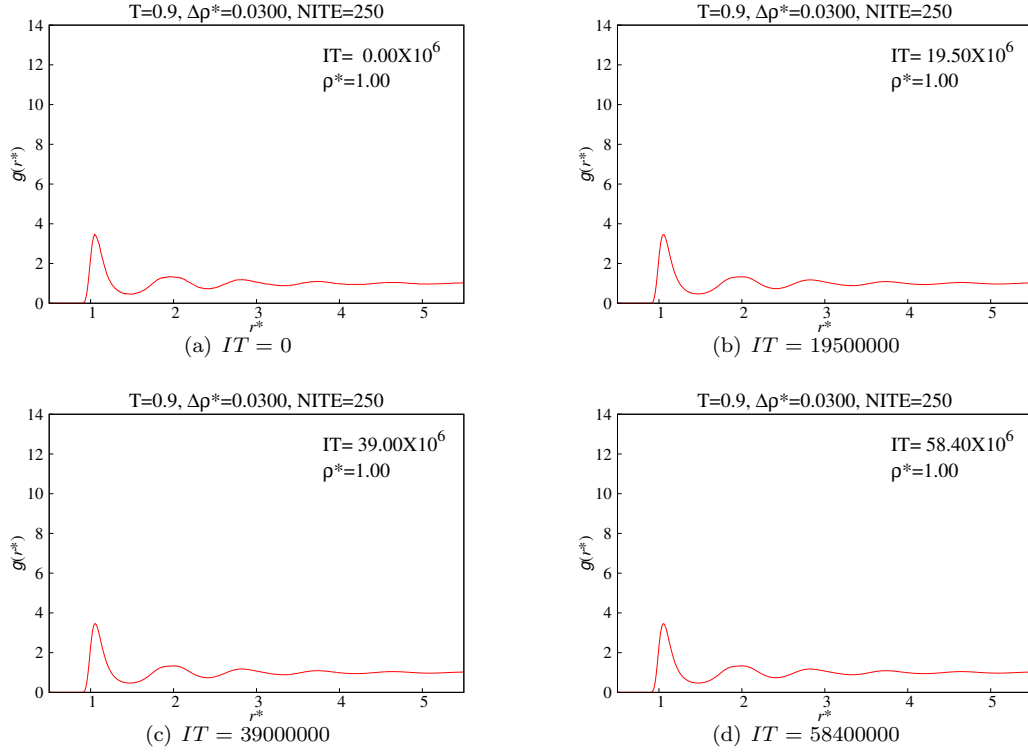 T=0.9, Δρ*=0.0300, NITE=250
14
12
10
8
6
4
2
0
g(r*)
IT= 0.00X10^6
ρ*=1.00
1 2 3 4 5
r*
(a) IT = 0
T=0.9, Δρ*=0.0300, NITE=250
14
12
10
8
6
4
2
0
g(r*)
IT= 19.50X10^6
ρ*=1.00
1 2 3 4 5
r*
(b) IT = 19500000
T=0.9, Δρ*=0.0300, NITE=250
14
12
10
8
6
4
2
0
g(r*)
IT= 39.00X10^6
ρ*=1.00
1 2 3 4 5
r*
(c) IT = 39000000
T=0.9, Δρ*=0.0300, NITE=250
14
12
10
8
6
4
2
0
g(r*)
IT= 58.40X10^6
ρ*=1.00
1 2 3 4 5
r*
(d) IT = 58400000